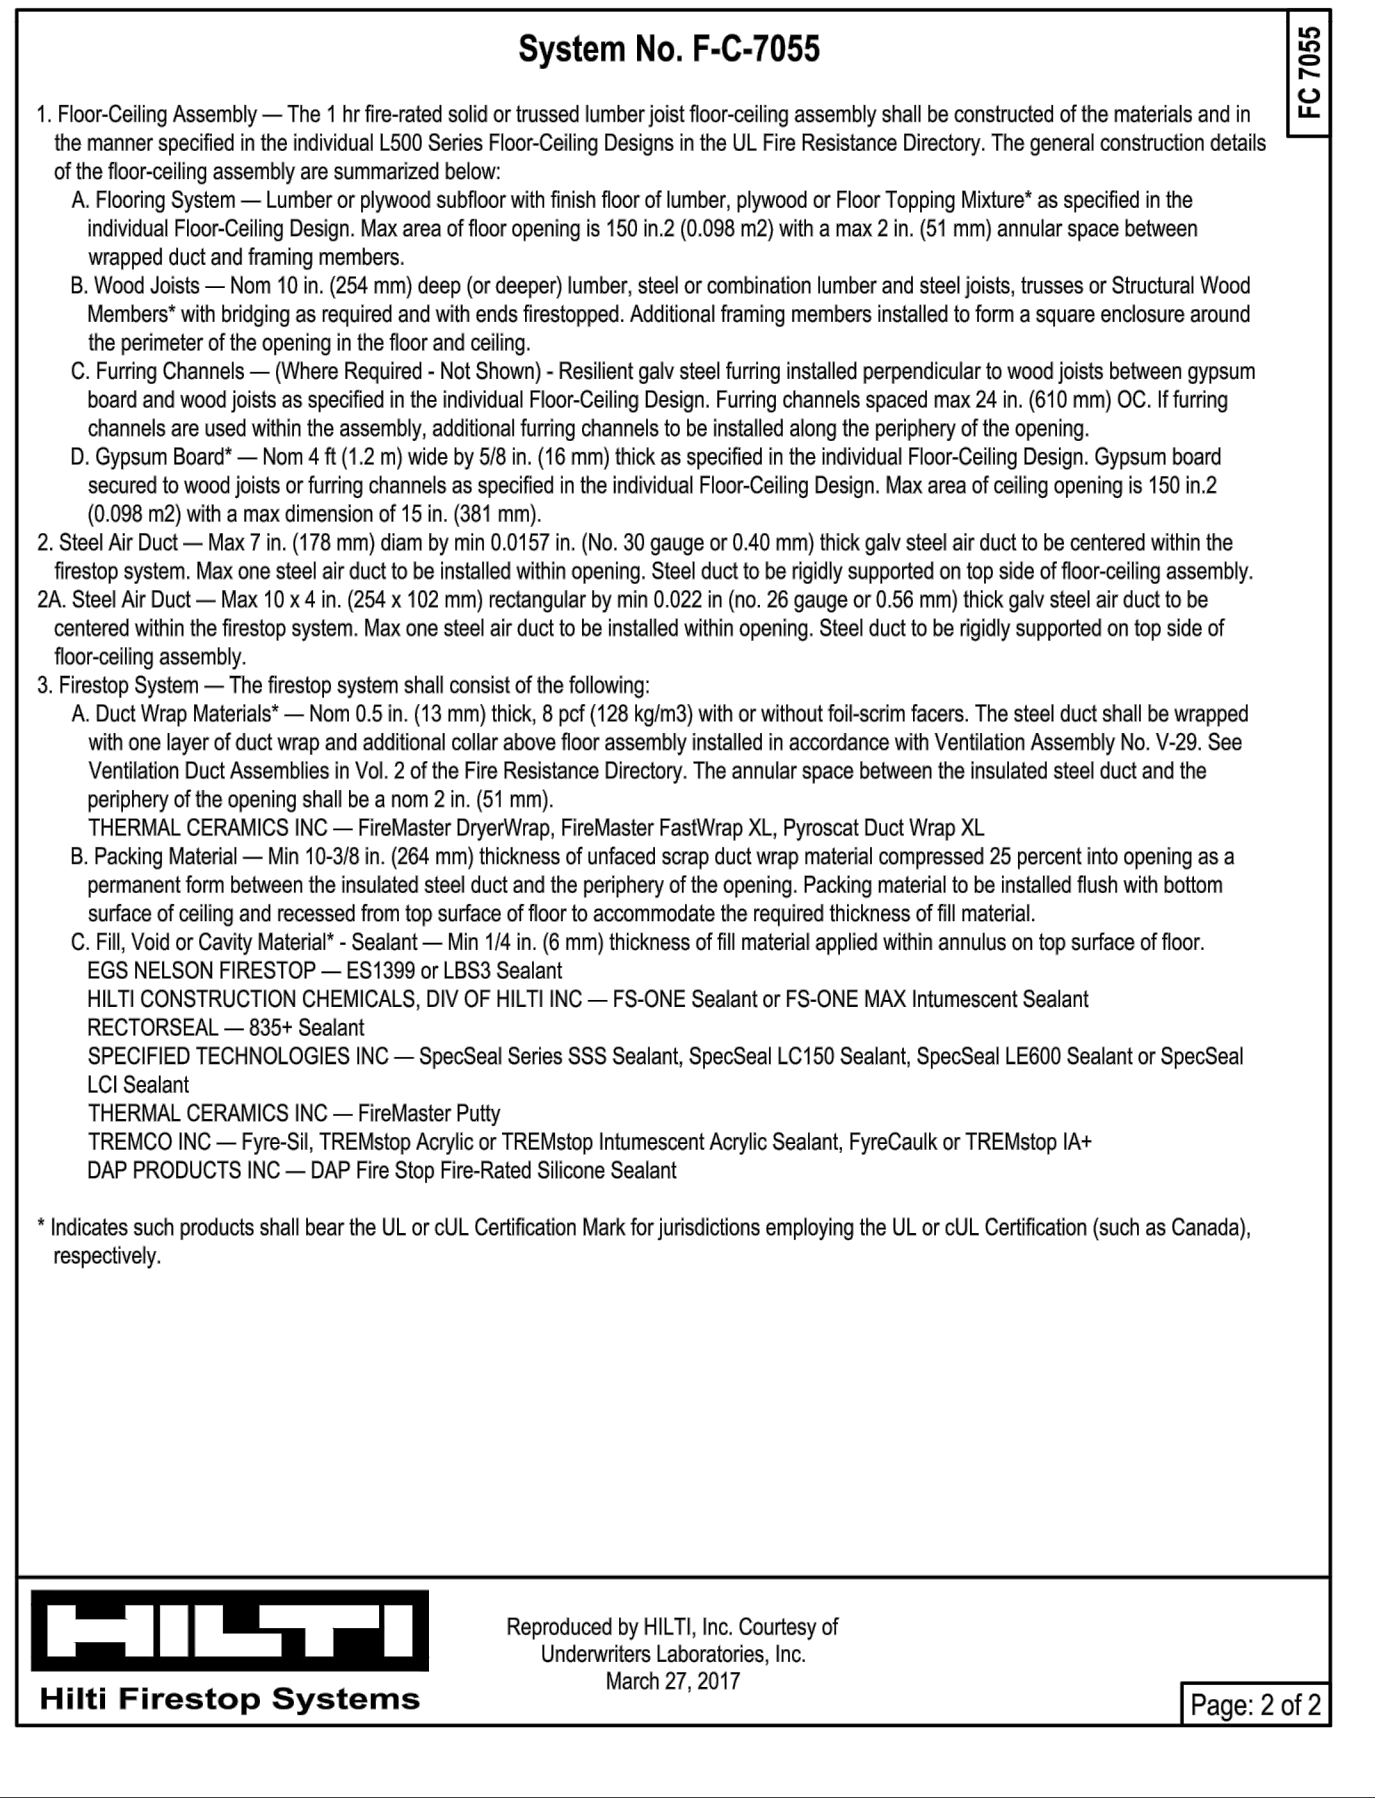 System No. F-C-7055
FC 7055
1. Floor-Ceiling Assembly — The 1 hr fire-rated solid or trussed lumber joist floor-ceiling assembly shall be constructed of the materials and in
the manner specified in the individual L500 Series Floor-Ceiling Designs in the UL Fire Resistance Directory. The general construction details
of the floor-ceiling assembly are summarized below:
A. Flooring System — Lumber or plywood subfloor with finish floor of lumber, plywood or Floor Topping Mixture* as specified in the
individual Floor-Ceiling Design. Max area of floor opening is 150 in.2 (0.098 m2) with a max 2 in. (51 mm) annular space between
wrapped duct and framing members.
B. Wood Joists — Nom 10 in. (254 mm) deep (or deeper) lumber, steel or combination lumber and steel joists, trusses or Structural Wood
Members* with bridging as required and with ends firestopped. Additional framing members installed to form a square enclosure around
the perimeter of the opening in the floor and ceiling.
C. Furring Channels — (Where Required - Not Shown) - Resilient galv steel furring installed perpendicular to wood joists between gypsum
board and wood joists as specified in the individual Floor-Ceiling Design. Furring channels spaced max 24 in. (610 mm) OC. If furring
channels are used within the assembly, additional furring channels to be installed along the periphery of the opening.
D. Gypsum Board* — Nom 4 ft (1.2 m) wide by 5/8 in. (16 mm) thick as specified in the individual Floor-Ceiling Design. Gypsum board
secured to wood joists or furring channels as specified in the individual Floor-Ceiling Design. Max area of ceiling opening is 150 in.2
(0.098 m2) with a max dimension of 15 in. (381 mm).
2. Steel Air Duct — Max 7 in. (178 mm) diam by min 0.0157 in. (No. 30 gauge or 0.40 mm) thick galv steel air duct to be centered within the
firestop system. Max one steel air duct to be installed within opening. Steel duct to be rigidly supported on top side of floor-ceiling assembly.
2A. Steel Air Duct — Max 10 x 4 in. (254 x 102 mm) rectangular by min 0.022 in (no. 26 gauge or 0.56 mm) thick galv steel air duct to be
centered within the firestop system. Max one steel air duct to be installed within opening. Steel duct to be rigidly supported on top side of
floor-ceiling assembly.
3. Firestop System — The firestop system shall consist of the following:
A. Duct Wrap Materials* — Nom 0.5 in. (13 mm) thick, 8 pcf (128 kg/m3) with or without foil-scrim facers. The steel duct shall be wrapped
with one layer of duct wrap and additional collar above floor assembly installed in accordance with Ventilation Assembly No. V-29. See
Ventilation Duct Assemblies in Vol. 2 of the Fire Resistance Directory. The annular space between the insulated steel duct and the
periphery of the opening shall be a nom 2 in. (51 mm).
THERMAL CERAMICS INC — FireMaster DryerWrap, FireMaster FastWrap XL, Pyroscat Duct Wrap XL
B. Packing Material — Min 10-3/8 in. (264 mm) thickness of unfaced scrap duct wrap material compressed 25 percent into opening as a
permanent form between the insulated steel duct and the periphery of the opening. Packing material to be installed flush with bottom
surface of ceiling and recessed from top surface of floor to accommodate the required thickness of fill material.
C. Fill, Void or Cavity Material* - Sealant — Min 1/4 in. (6 mm) thickness of fill material applied within annulus on top surface of floor.
EGS NELSON FIRESTOP — ES1399 or LBS3 Sealant
HILTI CONSTRUCTION CHEMICALS, DIV OF HILTI INC — FS-ONE Sealant or FS-ONE MAX Intumescent Sealant
RECTORSEAL — 835+ Sealant
SPECIFIED TECHNOLOGIES INC — SpecSeal Series SSS Sealant, SpecSeal LC150 Sealant, SpecSeal LE600 Sealant or SpecSeal
LCI Sealant
THERMAL CERAMICS INC — FireMaster Putty
TREMCO INC — Fyre-Sil, TREMstop Acrylic or TREMstop Intumescent Acrylic Sealant, FyreCaulk or TREMstop IA+
DAP PRODUCTS INC — DAP Fire Stop Fire-Rated Silicone Sealant
* Indicates such products shall bear the UL or cUL Certification Mark for jurisdictions employing the UL or cUL Certification (such as Canada),
respectively.
HILTI
Hilti Firestop Systems
Reproduced by HILTI, Inc. Courtesy of
Underwriters Laboratories, Inc.
March 27, 2017
Page: 2 of 2